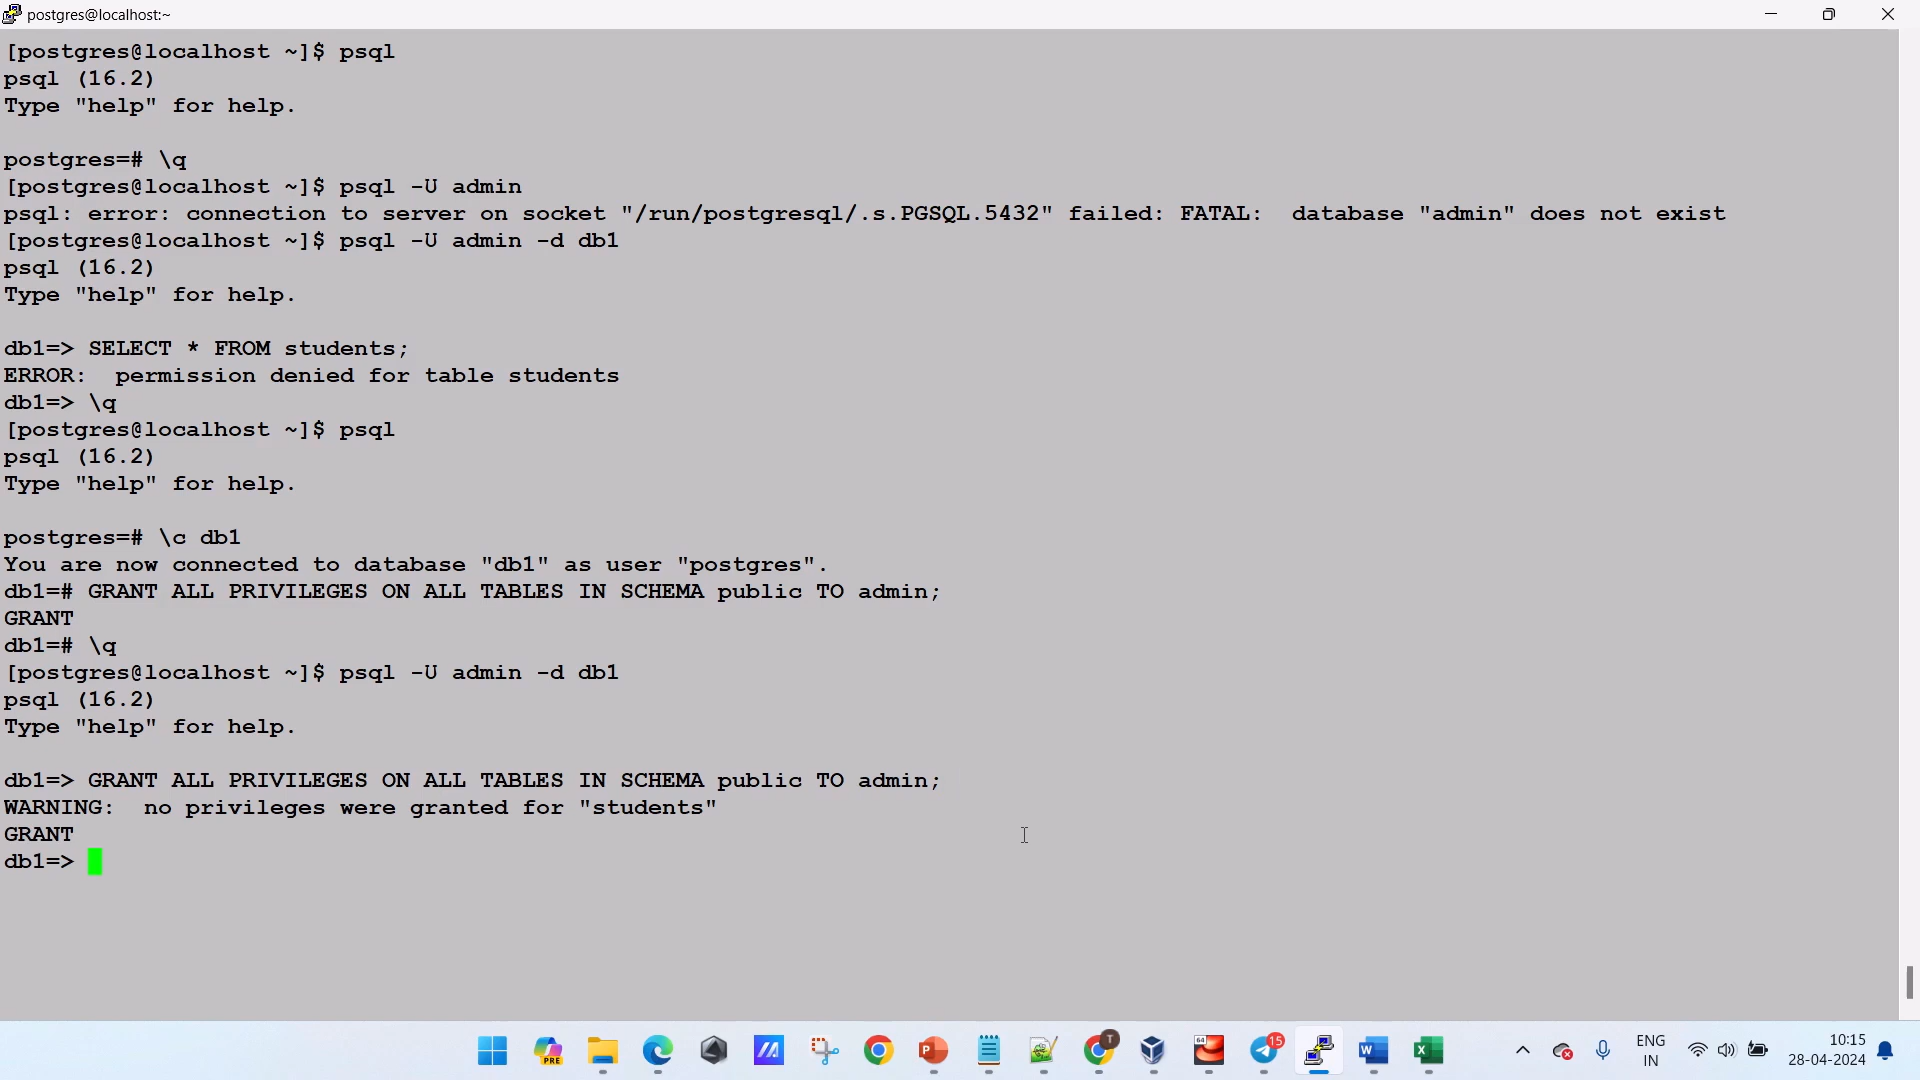 postgres@localhost:~
[postgres@localhost ~]$ psql
psql (16.2)
Type "help" for help.
postgres=# \q
[postgres@localhost ~]$ psql -U admin
psql: error: connection to server on socket "/run/postgresql/.s.PGSQL.5432" failed: FATAL:  database "admin" does not exist
[postgres@localhost ~]$ psql -U admin -d db1
psql (16.2)
Type "help" for help.
db1=> SELECT * FROM students;
ERROR:  permission denied for table students
db1=> \q
[postgres@localhost ~]$ psql
psql (16.2)
Type "help" for help.
postgres=# \c db1
You are now connected to database "db1" as user "postgres".
db1=# GRANT ALL PRIVILEGES ON ALL TABLES IN SCHEMA public TO admin;
GRANT
db1=# \q
[postgres@localhost ~]$ psql -U admin -d db1
psql (16.2)
Type "help" for help.
db1=> GRANT ALL PRIVILEGES ON ALL TABLES IN SCHEMA public TO admin;
WARNING:  no privileges were granted for "students"
GRANT
db1=>
PRE
P
64
T
15
W
X
ENG
IN
10:15
28-04-2024